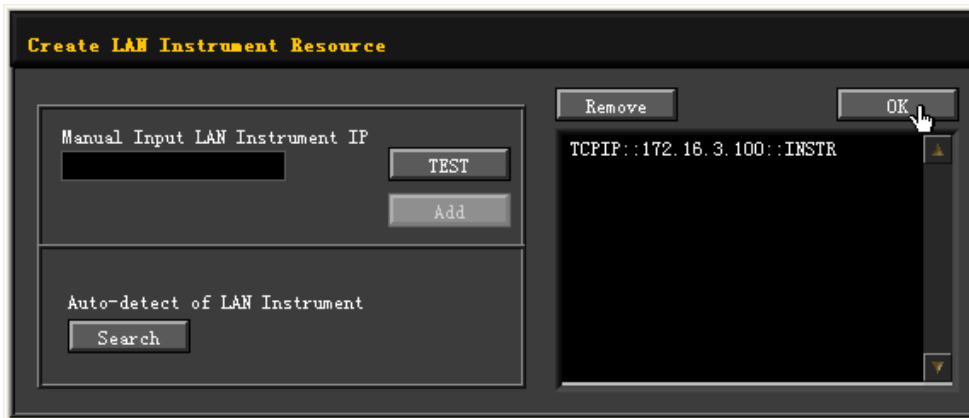 Create LAN Instrument Resource
Manual Input LAN Instrument IP
TEST
Add
Auto-detect of LAN Instrument
Search
Remove
OK
TCPIP::172.16.3.100::INSTR